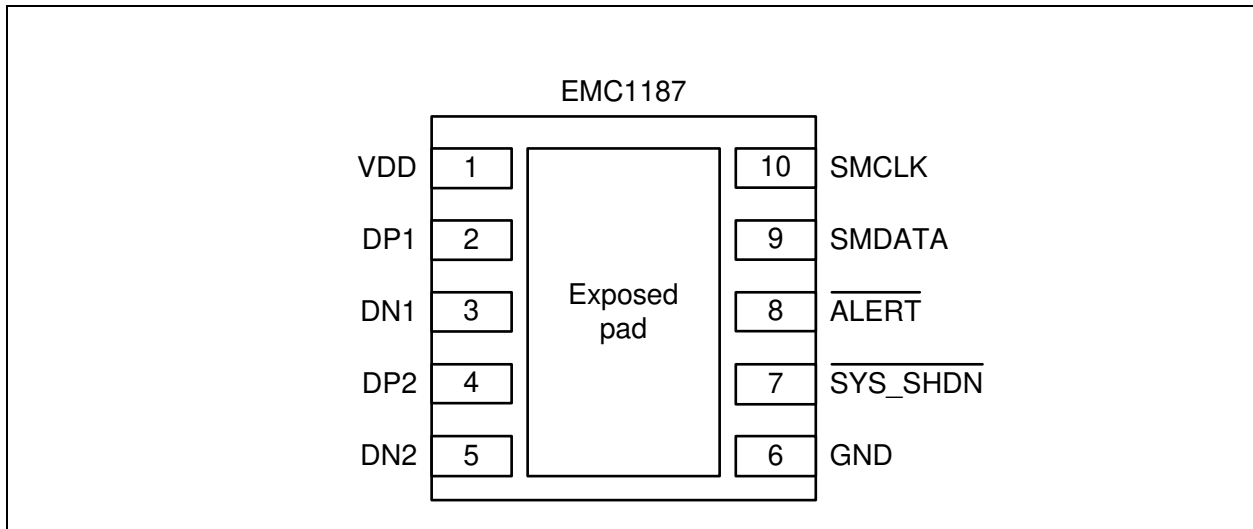 EMC1187
VDD 1 10 SMCLK
DP1 2 9 SMDATA
DN1 3 Exposed pad 8 ALERT
DP2 4 7 SYS_SHDN
DN2 5 6 GND